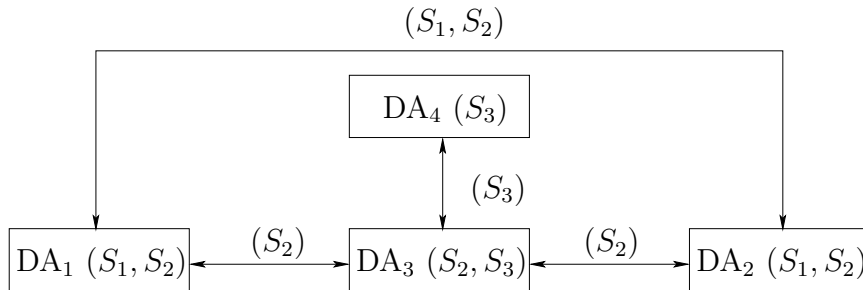 (S₁, S₂)
DA₄ (S₃)
(S₃)
(S₂)
(S₂)
DA₁ (S₁, S₂)
DA₃ (S₂, S₃)
DA₂ (S₁, S₂)